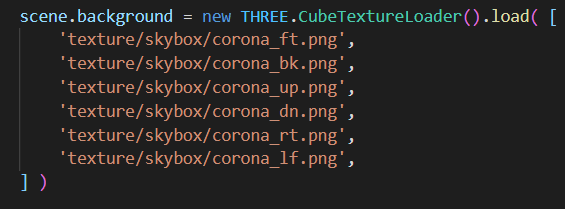 scene.background = new THREE.CubeTextureLoader().load( [
'texture/skybox/corona_ft.png',
'texture/skybox/corona_bk.png',
'texture/skybox/corona_up.png',
'texture/skybox/corona_dn.png',
'texture/skybox/corona_rt.png',
'texture/skybox/corona_lf.png',
] )